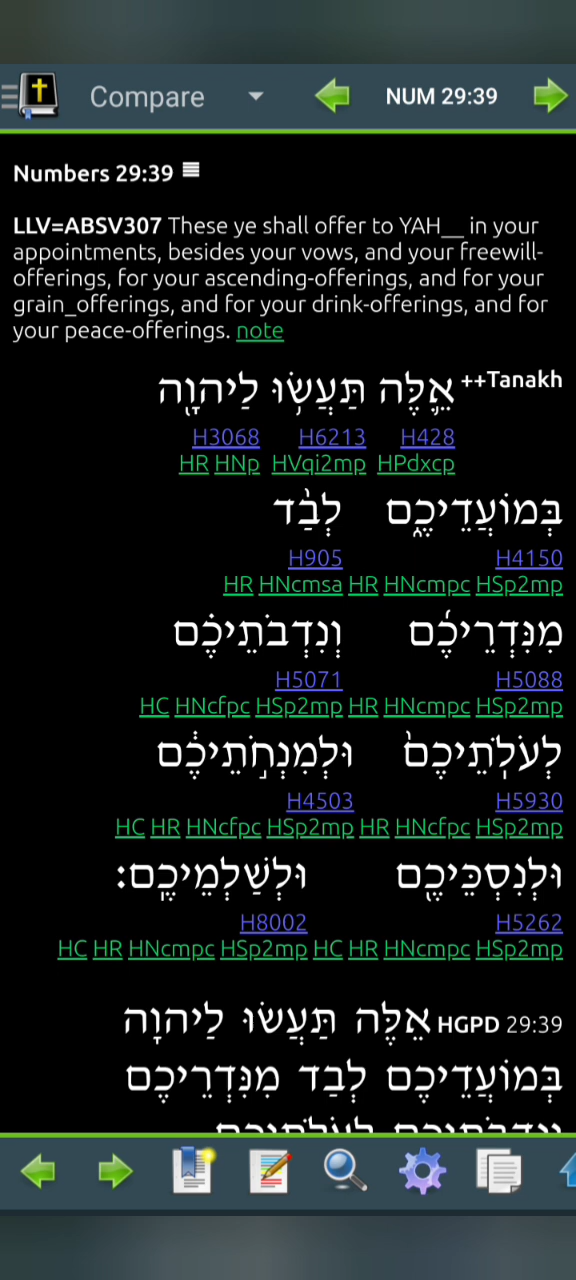 Compare
NUM 29:39
Numbers 29:39
LLV=ABSV307 These ye shall offer to YAH__ in your
appointments, besides your vows, and your freewill-
offerings, for your ascending-offerings, and for your
grain_offerings, and for your drink-offerings, and for
your peace-offerings. note
++Tanakh אֵ֛לֶּה תַּעֲשׂ֥וּ לַיהוָ֖ה
H3068 H6213 H428
HR HNp HVqi2mp HPdxcp
בְּמוֹעֲדֵיכֶ֑ם לְבַ֨ד
H905 H4150
HR HNcmsa HR HNcmpc HSp2mp
מִנִּדְרֵיכֶ֜ם וְנִדְבֹתֵיכֶ֗ם
H5071 H5088
HC HNcfpc HSp2mp HR HNcmpc HSp2mp
לְעֹלֹֽתֵיכֶם֙ וּלְמִנְחֹ֣תֵיכֶ֔ם
H4503 H5930
HC HR HNcfpc HSp2mp HR HNcfpc HSp2mp
וּלְנִסְכֵּיכֶ֖ם וּלְשַׁלְמֵיכֶֽם׃
H8002 H5262
HC HR HNcmpc HSp2mp HC HR HNcmpc HSp2mp
HGPD 29:39 אֵלֶּה תַּעֲשׂוּ לַיהוָה
בְּמוֹעֲדֵיכֶם לְבַד מִנִּדְרֵיכֶם